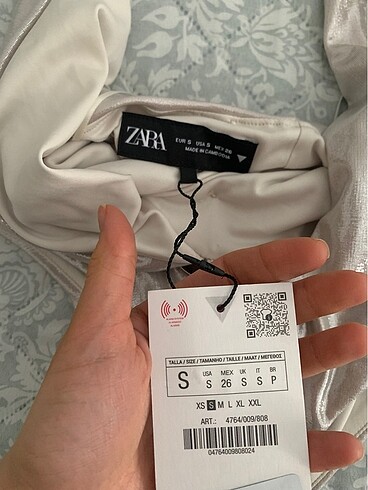 ZARA
EUR S USA S MEX 26
MADE IN CAMBODIA
TALLA / SIZE / TAMANHO / TAILLE / MAAT / ΜΕΓΕΘΟΣ
S
USA MEX UK IT BR
S 26 S S P
XS S M L XL XXL
ART.: 4764/009/808
04764009808024